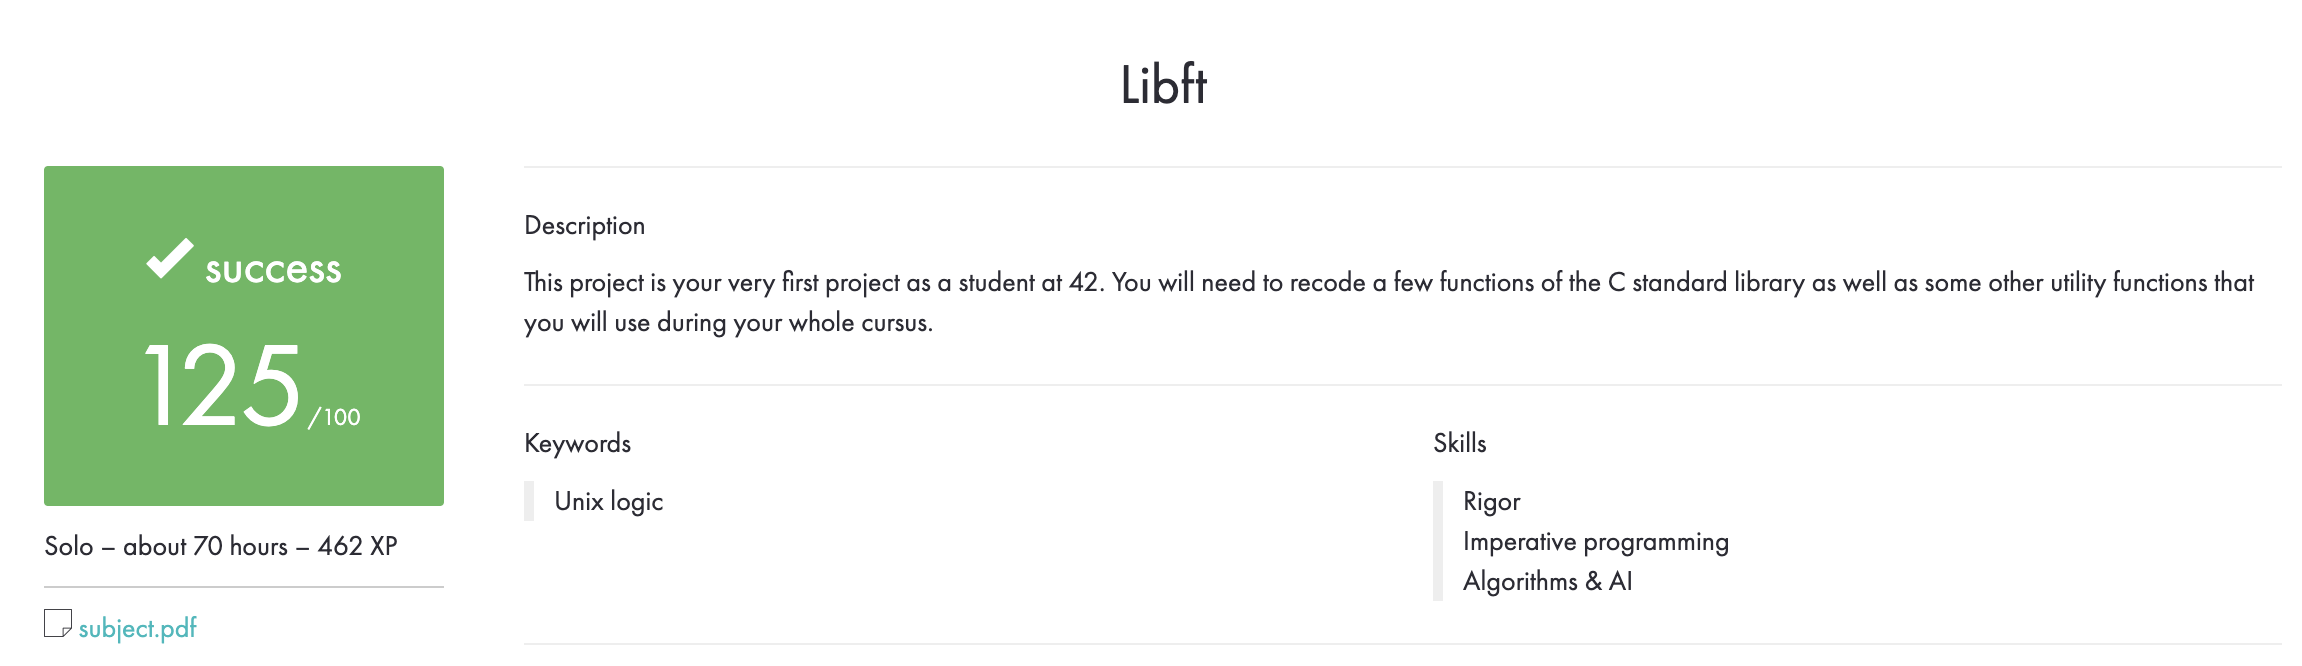 Libft
success
125 /100
Solo – about 70 hours – 462 XP
subject.pdf
Description
This project is your very first project as a student at 42. You will need to recode a few functions of the C standard library as well as some other utility functions that
you will use during your whole cursus.
Keywords
Unix logic
Skills
Rigor
Imperative programming
Algorithms & AI